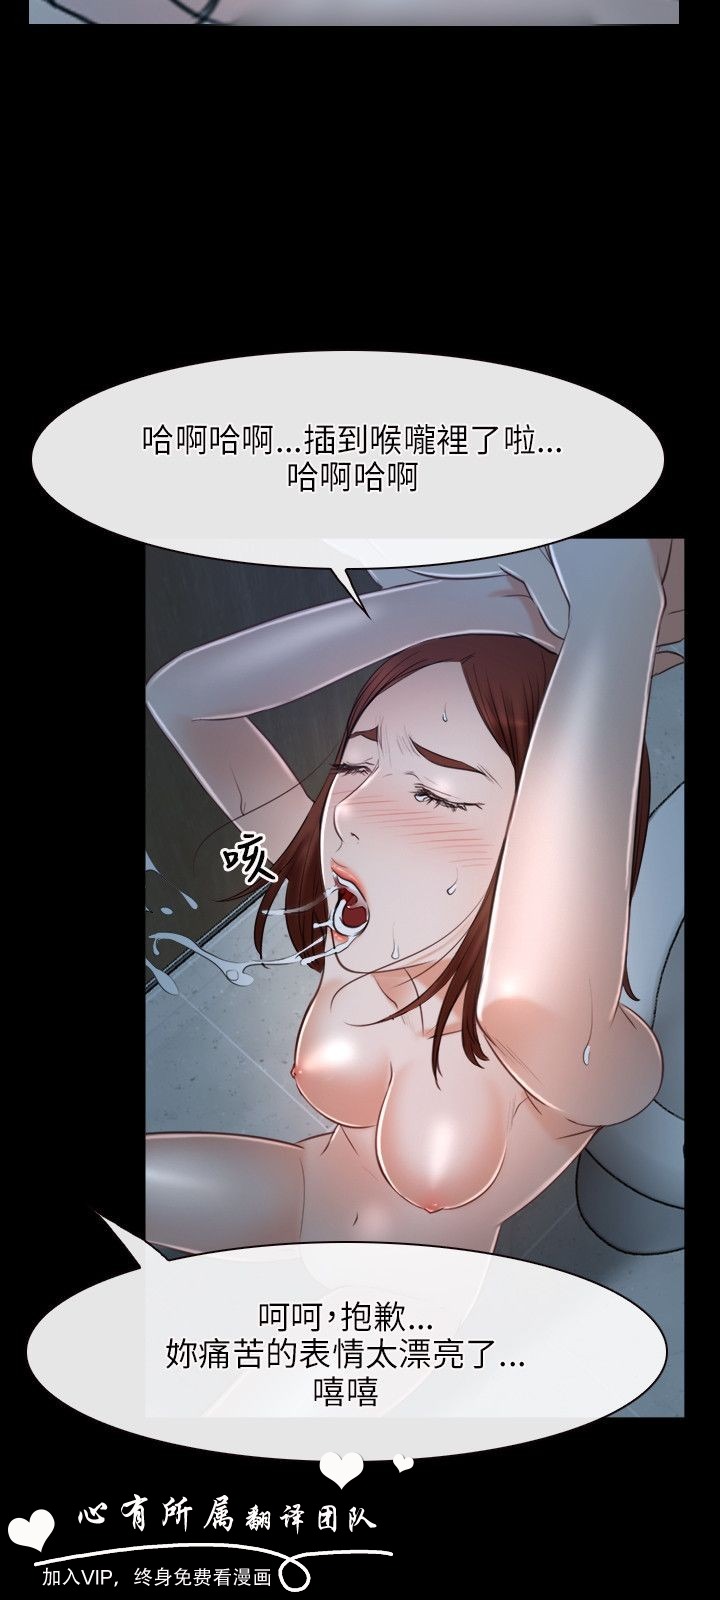 哈啊哈啊...插到喉嚨裡了啦...
哈啊哈啊
咳
呵呵,抱歉...
妳痛苦的表情太漂亮了...
嘻嘻
心有所属翻译团队
加入VIP，终身免费看漫画